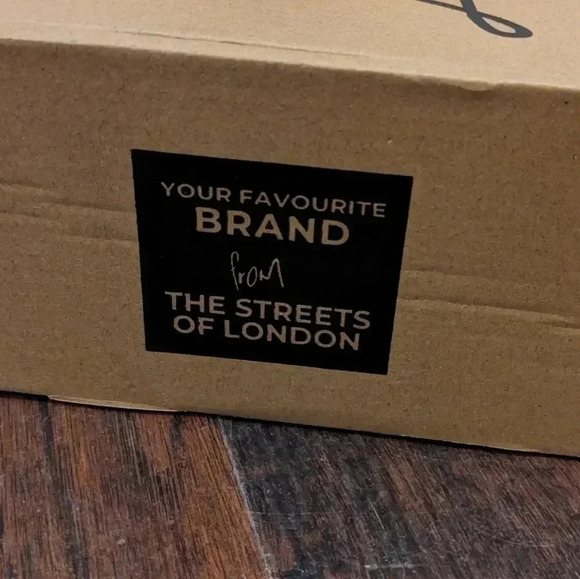 YOUR FAVOURITE
BRAND
from
THE STREETS
OF LONDON